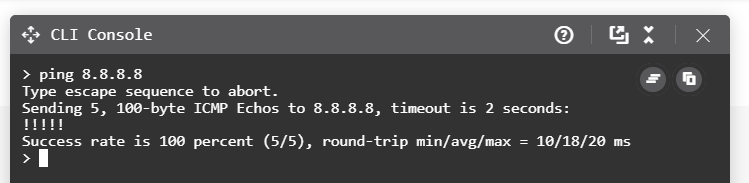 CLI Console
> ping 8.8.8.8
Type escape sequence to abort.
Sending 5, 100-byte ICMP Echos to 8.8.8.8, timeout is 2 seconds:
!!!!!
Success rate is 100 percent (5/5), round-trip min/avg/max = 10/18/20 ms
>